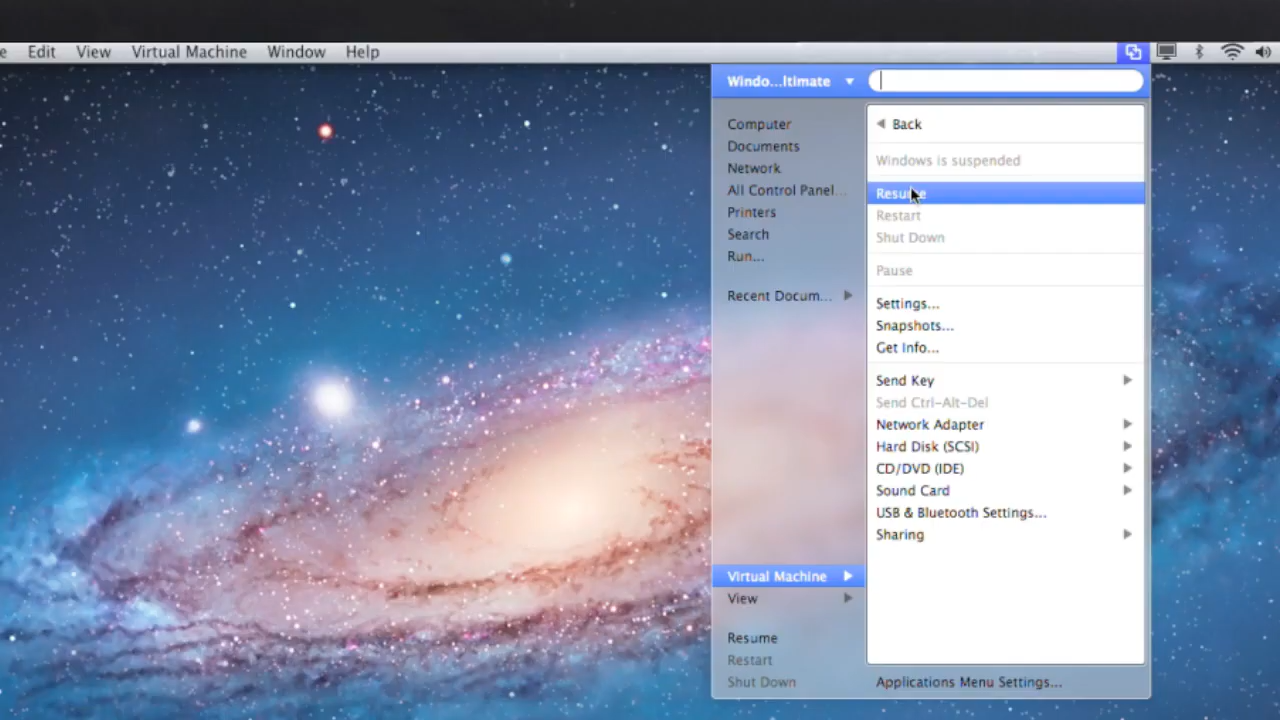 e Edit View Virtual Machine Window Help
Windo...ltimate
Computer
Documents
Network
All Control Panel...
Printers
Search
Run...
Recent Docum...
Virtual Machine
View
Resume
Restart
Shut Down
Back
Windows is suspended
Resume
Restart
Shut Down
Pause
Settings...
Snapshots...
Get Info...
Send Key
Send Ctrl-Alt-Del
Network Adapter
Hard Disk (SCSI)
CD/DVD (IDE)
Sound Card
USB & Bluetooth Settings...
Sharing
Applications Menu Settings...